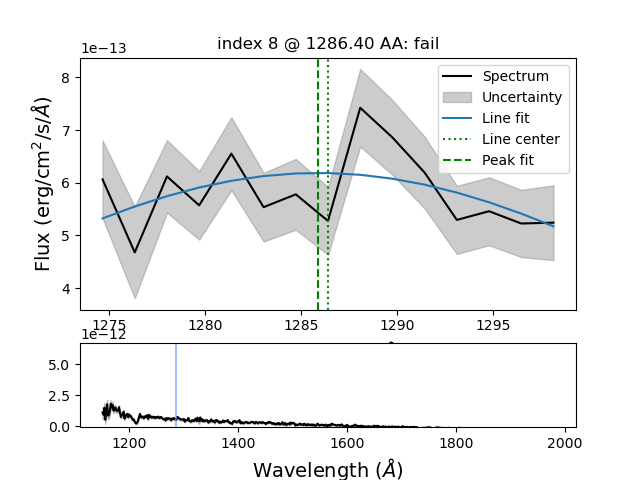 index 8 @ 1286.40 AA: fail
1e−13
8
7
6
5
4
Flux (erg/cm²/s/Å)
Spectrum
Uncertainty
Line fit
Line center
Peak fit
1275
1280
1285
1290
1295
1e−12
5.0
2.5
0.0
1200
1400
1600
1800
2000
Wavelength (Å)